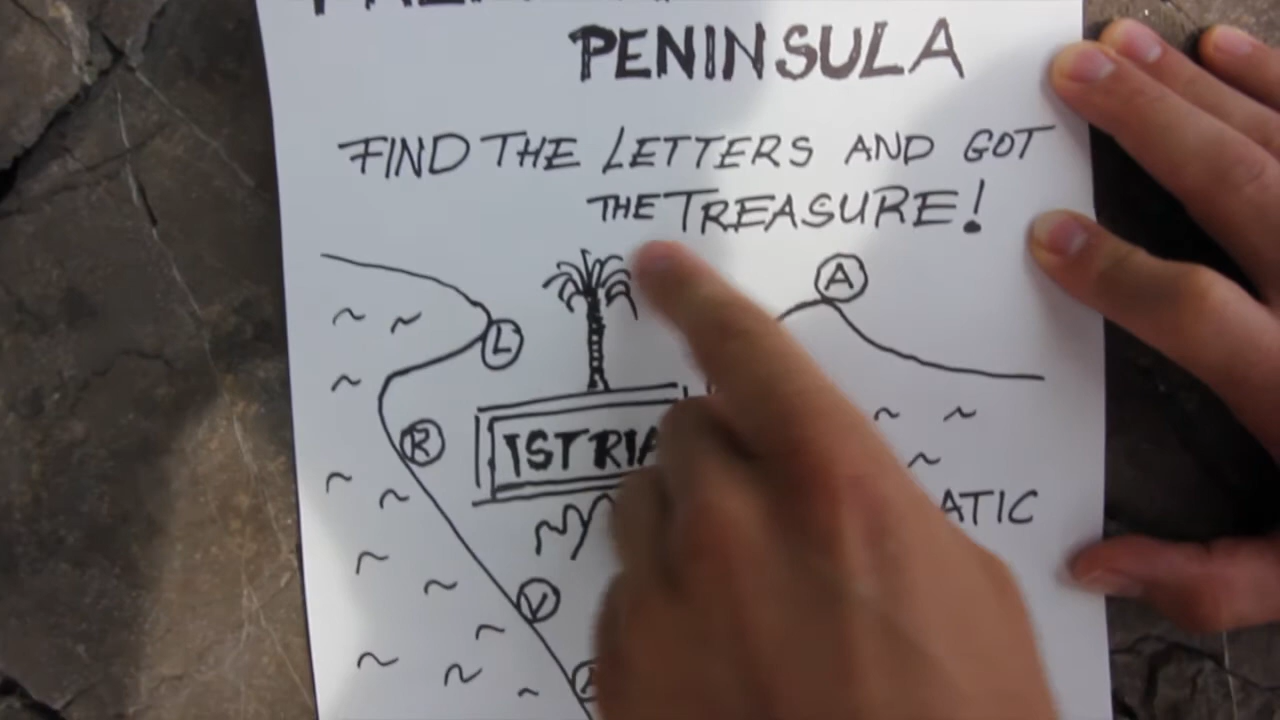 PENINSULA
FIND THE LETTERS AND GOT
THE TREASURE!
A
L
R
ISTRIA
ATIC
V